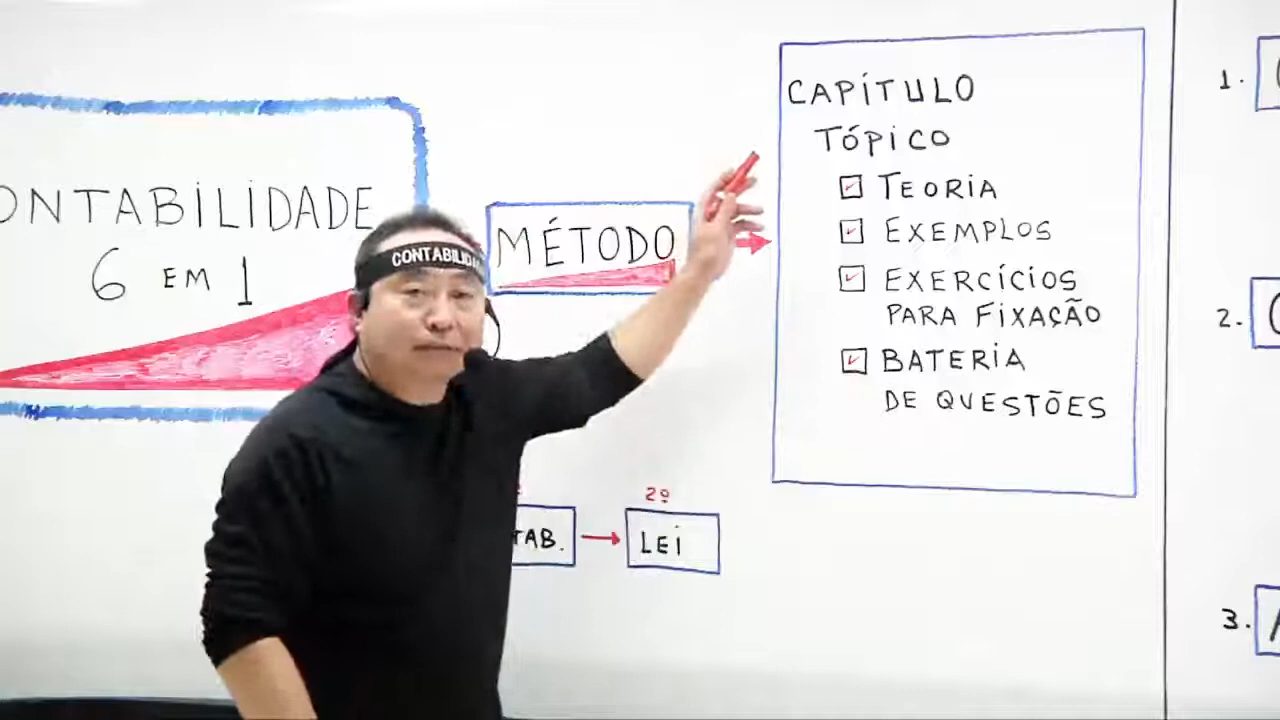 ONTABILIDADE
6 EM 1
CONTABILID
MÉTODO
CAPÍTULO
TÓPICO
TEORIA
EXEMPLOS
EXERCÍCIOS
PARA FIXAÇÃO
BATERIA
DE QUESTÕES
2º
TAB.
LEI
1.
2.
3.